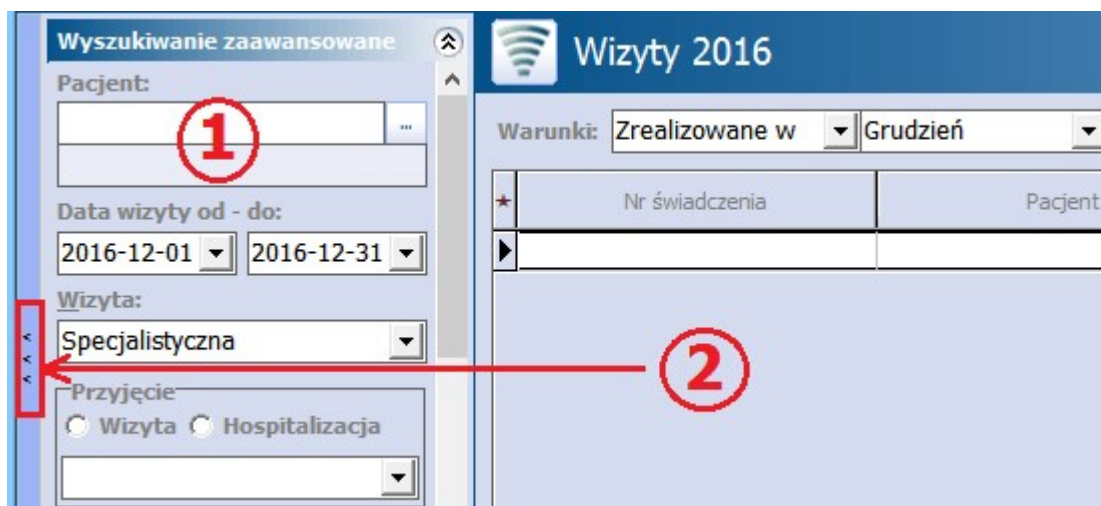 Wyszukiwanie zaawansowane
Pacjent:
...
1
Data wizyty od - do:
2016-12-01 2016-12-31
Wizyta:
Specjalistyczna
<
<
<
Przyjęcie
Wizyta Hospitalizacja
Wizyty 2016
Warunki: Zrealizowane w Grudzień
* Nr świadczenia Pacjent
2